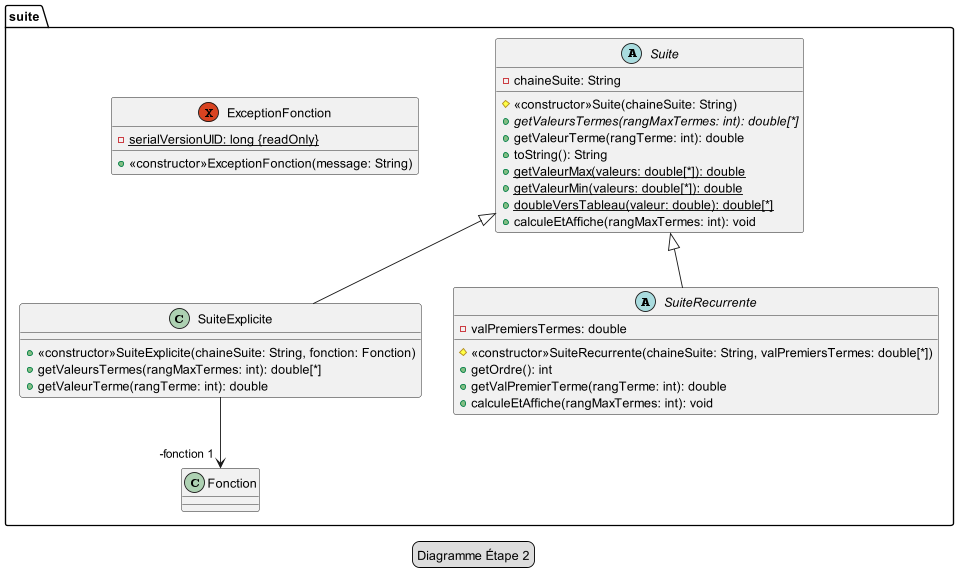 suite
A
Suite
chaineSuite: String
«constructor»Suite(chaineSuite: String)
getValeursTermes(rangMaxTermes: int): double[*]
getValeurTerme(rangTerme: int): double
toString(): String
getValeurMax(valeurs: double[*]): double
getValeurMin(valeurs: double[*]): double
doubleVersTableau(valeur: double): double[*]
calculeEtAffiche(rangMaxTermes: int): void
X
ExceptionFonction
serialVersionUID: long {readOnly}
«constructor»ExceptionFonction(message: String)
C
SuiteExplicite
«constructor»SuiteExplicite(chaineSuite: String, fonction: Fonction)
getValeursTermes(rangMaxTermes: int): double[*]
getValeurTerme(rangTerme: int): double
A
SuiteRecurrente
valPremiersTermes: double
«constructor»SuiteRecurrente(chaineSuite: String, valPremiersTermes: double[*])
getOrdre(): int
getValPremierTerme(rangTerme: int): double
calculeEtAffiche(rangMaxTermes: int): void
-fonction 1
C
Fonction
Diagramme Étape 2